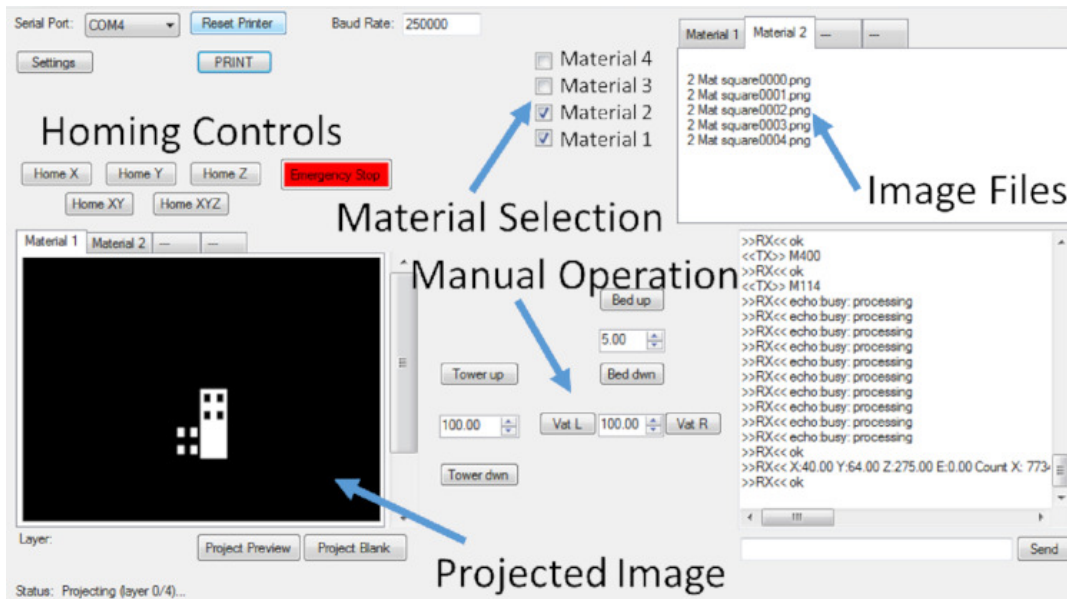 Serial Port: COM4 Reset Printer Baud Rate: 250000
Settings PRINT
Material 4
Material 3
Material 2
Material 1
Material 1 Material 2 --- ---
2 Mat square0000.png
2 Mat square0001.png
2 Mat square0002.png
2 Mat square0003.png
2 Mat square0004.png
Image Files
Homing Controls
Home X Home Y Home Z Emergency Stop
Home XY Home XYZ
Material Selection
Manual Operation
Material 1 Material 2 --- ---
Bed up
5.00
Tower up Bed dwn
100.00 Vat L 100.00 Vat R
Tower dwn
>>RX<< ok
<<TX>> M400
>>RX<< ok
<<TX>> M114
>>RX<< echo:busy: processing
>>RX<< echo:busy: processing
>>RX<< echo:busy: processing
>>RX<< echo:busy: processing
>>RX<< echo:busy: processing
>>RX<< echo:busy: processing
>>RX<< echo:busy: processing
>>RX<< echo:busy: processing
>>RX<< echo:busy: processing
>>RX<< echo:busy: processing
>>RX<< ok
>>RX<< X:40.00 Y:64.00 Z:275.00 E:0.00 Count X:
>>RX<< ok
Send
Layer: Project Preview Project Blank
Projected Image
Status: Projecting (layer 0/4)...